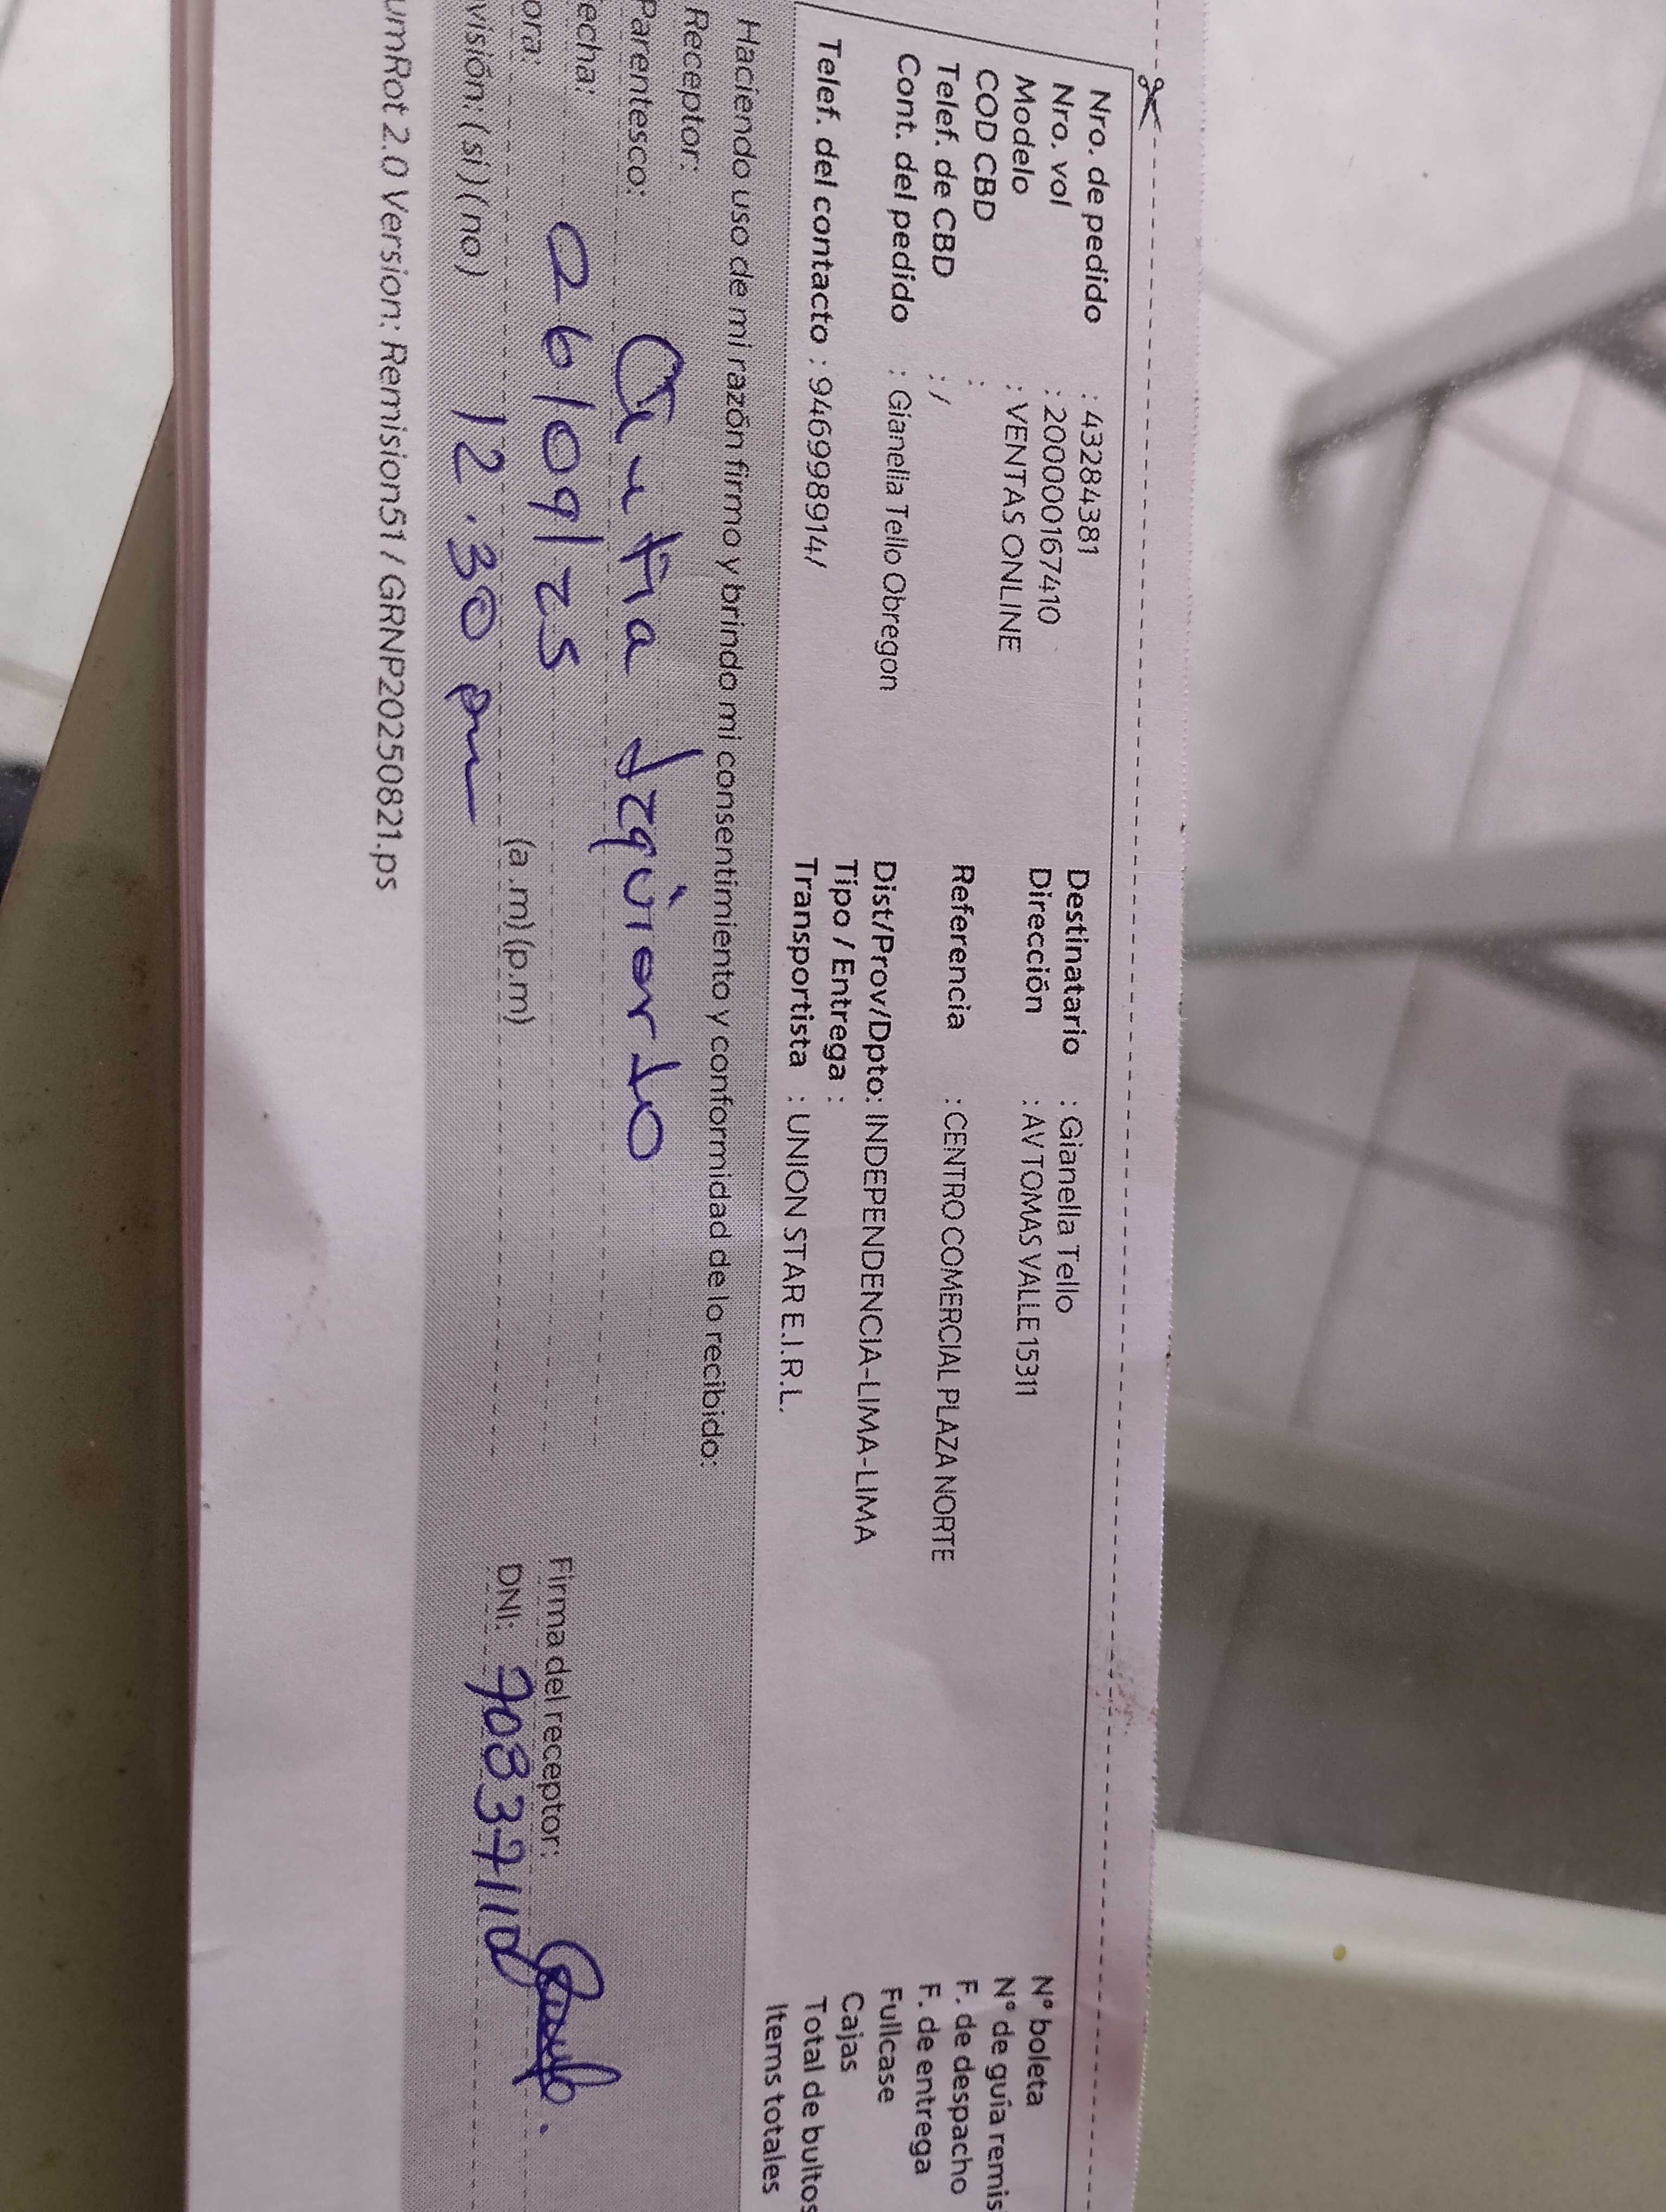 Nro. de pedido : 43284381
Nro. vol : 200000167410
Modelo : VENTAS ONLINE
COD CBD :
Telef. de CBD : /
Cont. del pedido : Gianella Tello Obregon
Telef. del contacto : 946998914/
Destinatario : Gianella Tello
Dirección : AV TOMAS VALLE 15311
Referencia : CENTRO COMERCIAL PLAZA NORTE
Dist/Prov/Dpto: INDEPENDENCIA-LIMA-LIMA
Tipo / Entrega :
Transportista : UNION STAR E.I.R.L.
N° boleta
N° de guía remis
F. de despacho
F. de entrega
Fullcase
Cajas
Total de bultos
Items totales
Haciendo uso de mi razón firmo y brindo mi consentimiento y conformidad de lo recibido:
Receptor:
Parentesco: Izquierdo
echa: 26/09/25
ora: 12.30 pm (a.m) (p.m)
visión: (si) (no)
Firma del receptor:
DNI: 70837110
umRot 2.0 Version: Remision51 / GRNP20250821.ps